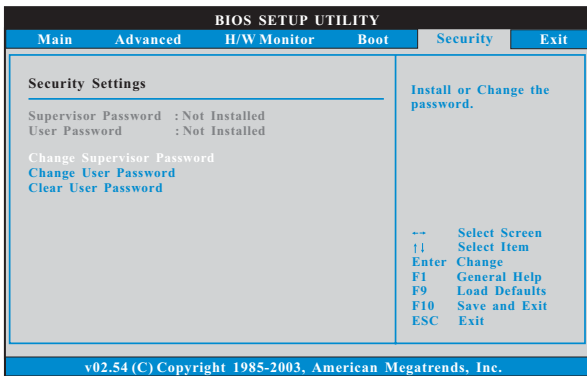 BIOS SETUP UTILITY
Main Advanced H/W Monitor Boot Security Exit
Security Settings
Supervisor Password : Not Installed
User Password : Not Installed
Change Supervisor Password
Change User Password
Clear User Password
Install or Change the
password.
←→ Select Screen
↑↓ Select Item
Enter Change
F1 General Help
F9 Load Defaults
F10 Save and Exit
ESC Exit
v02.54 (C) Copyright 1985-2003, American Megatrends, Inc.